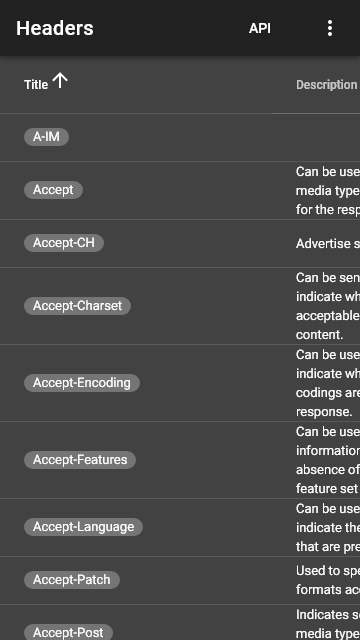 Headers API
Title Description
A-IM
Can be use
Accept media type
for the resp
Accept-CH Advertise s
Can be sen
indicate wh
Accept-Charset
acceptable
content.
Can be use
indicate wh
Accept-Encoding
codings are
response.
Can be use
information
Accept-Features
absence of
feature set
Can be use
Accept-Language indicate the
that are pre
Used to spe
Accept-Patch
formats acc
Indicates s
Accept-Post
media type